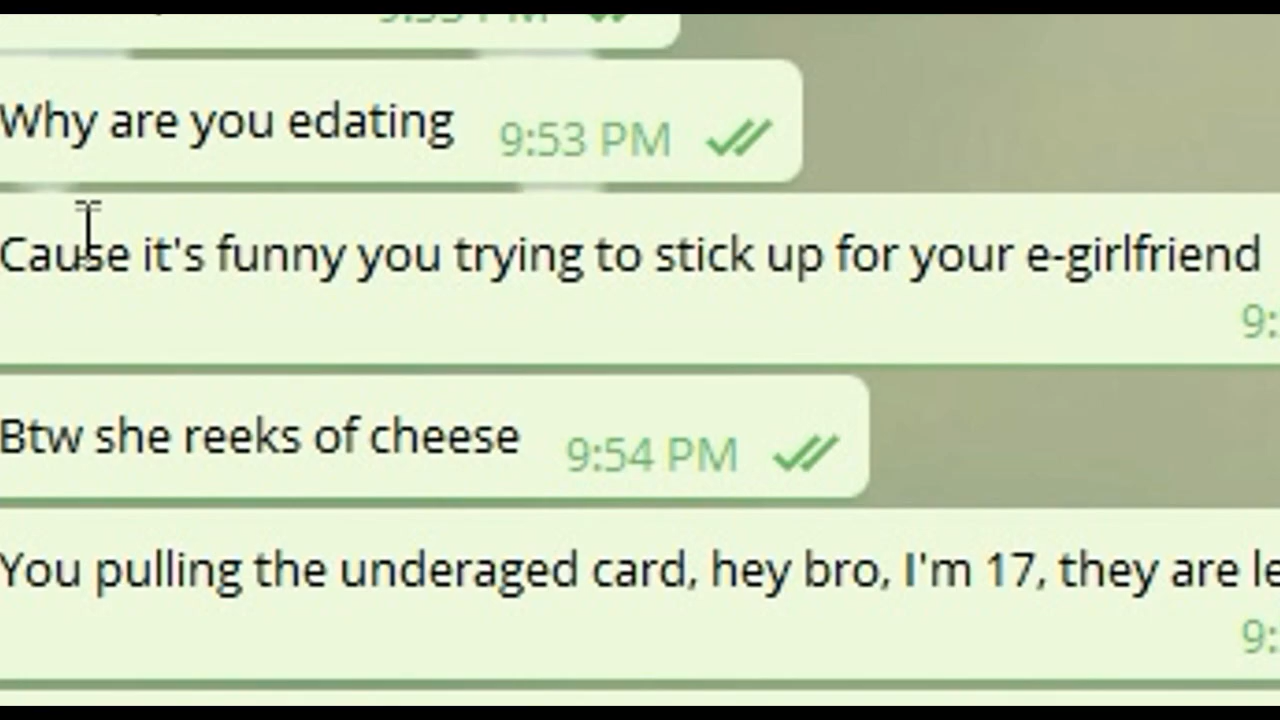 Why are you edating 9:53 PM
Cause it's funny you trying to stick up for your e-girlfriend
Btw she reeks of cheese 9:54 PM
You pulling the underaged card, hey bro, I'm 17, they are